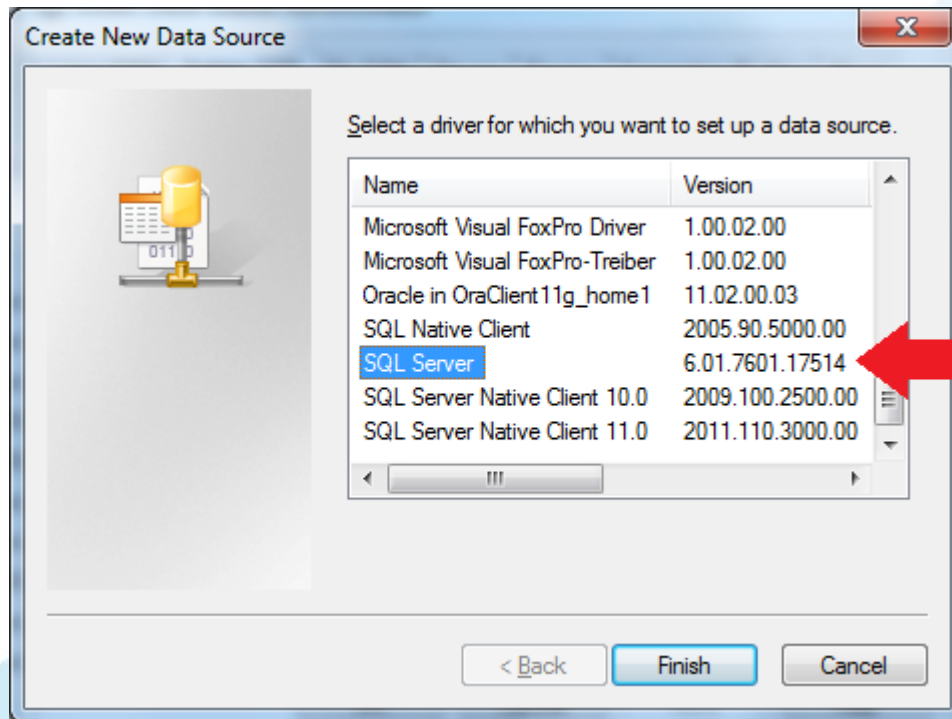 Create New Data Source
Select a driver for which you want to set up a data source.
Name Version
Microsoft Visual FoxPro Driver 1.00.02.00
Microsoft Visual FoxPro-Treiber 1.00.02.00
Oracle in OraClient11g_home1 11.02.00.03
SQL Native Client 2005.90.5000.00
SQL Server 6.01.7601.17514
SQL Server Native Client 10.0 2009.100.2500.00
SQL Server Native Client 11.0 2011.110.3000.00
< Back Finish Cancel